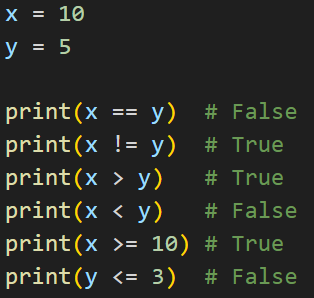 x = 10
y = 5

print(x == y)  # False
print(x != y)  # True
print(x > y)   # True
print(x < y)   # False
print(x >= 10) # True
print(y <= 3)  # False